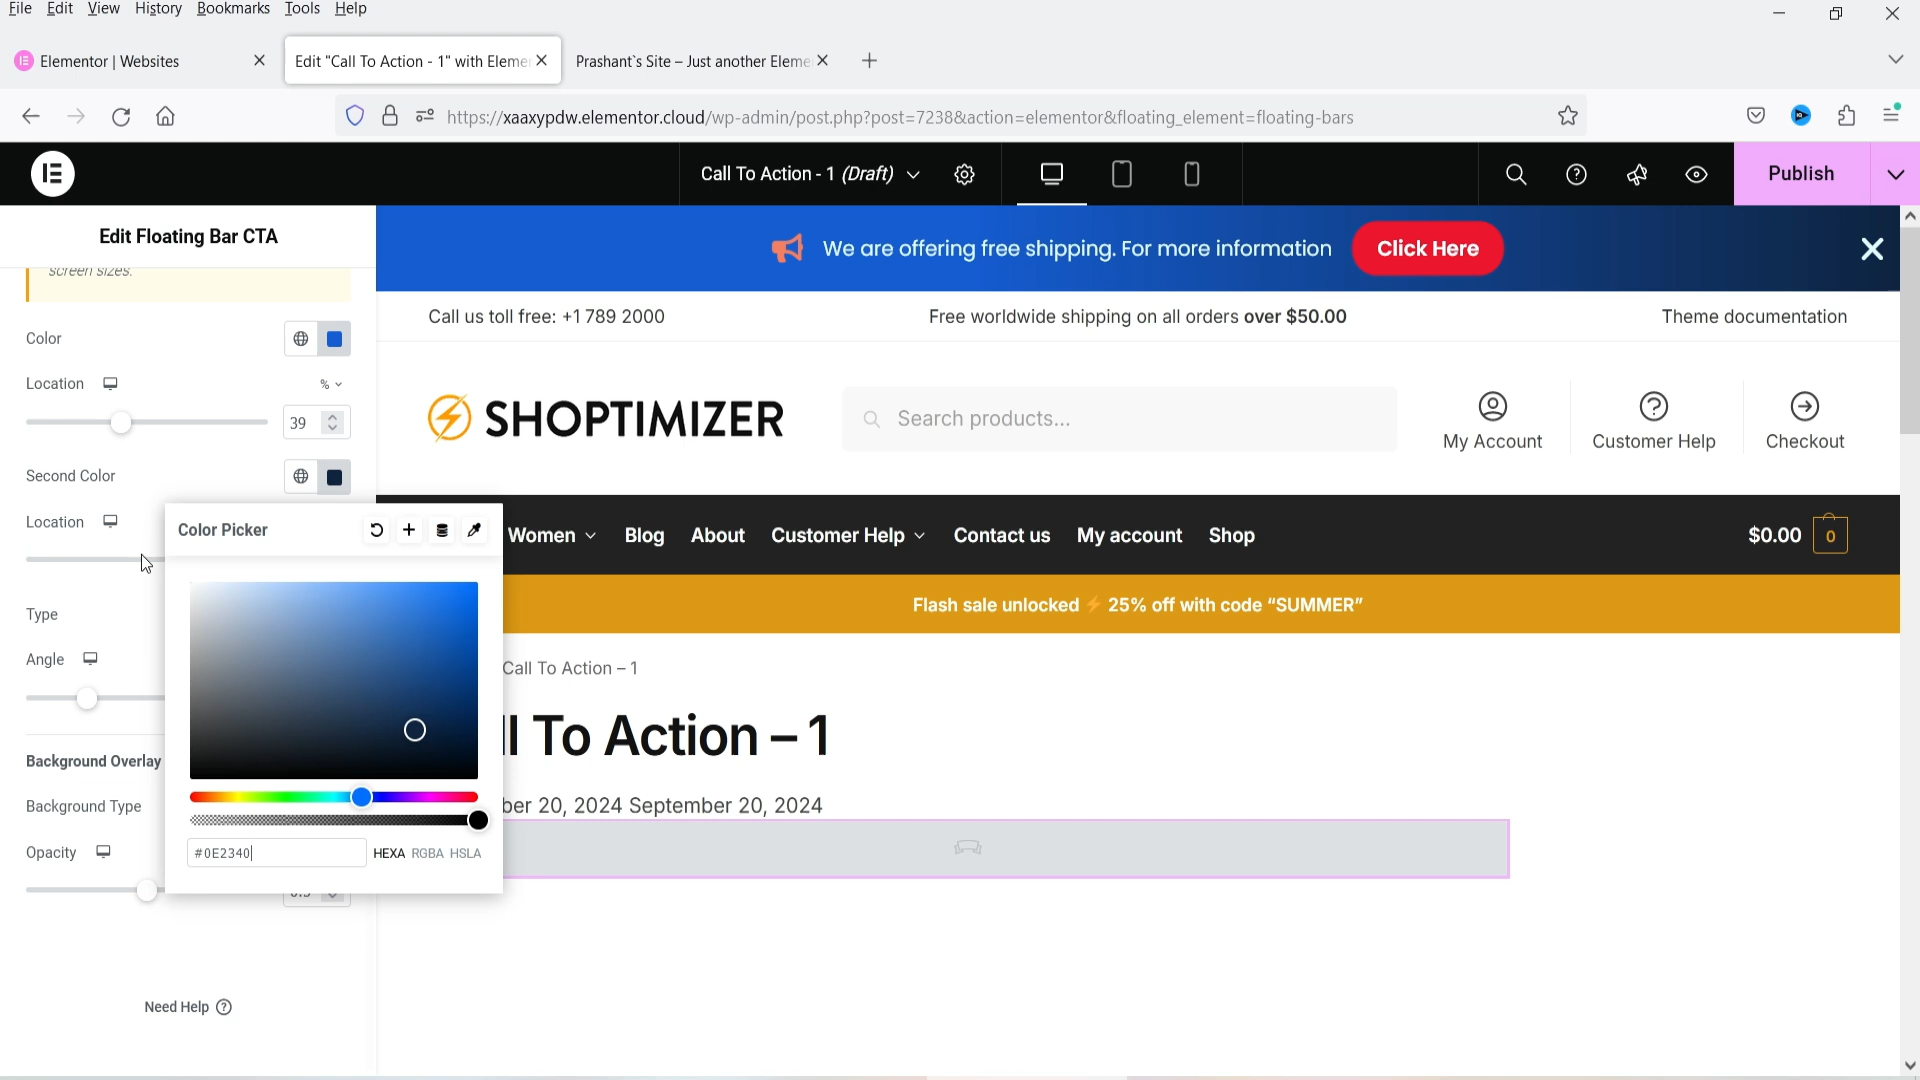 File Edit View History Bookmarks Tools Help
Elementor | Websites
Edit "Call To Action - 1" with Eleme
Prashant`s Site – Just another Eleme
https://xaaxypdw.elementor.cloud/wp-admin/post.php?post=7238&action=elementor&floating_element=floating-bars
Call To Action - 1 (Draft)
Publish
Edit Floating Bar CTA
We are offering free shipping. For more information Click Here
screen sizes.
Call us toll free: +1 789 2000
Free worldwide shipping on all orders over $50.00
Theme documentation
Color
Location %
39
SHOPTIMIZER
Search products...
My Account
Customer Help
Checkout
Second Color
Location
Color Picker
Women Blog About Customer Help Contact us My account Shop
$0.00 0
Type
Flash sale unlocked ⚡ 25% off with code “SUMMER”
Angle
Call To Action – 1
ll To Action – 1
Background Overlay
Background Type
ber 20, 2024 September 20, 2024
Opacity
#0E2340 HEXA RGBA HSLA
Need Help